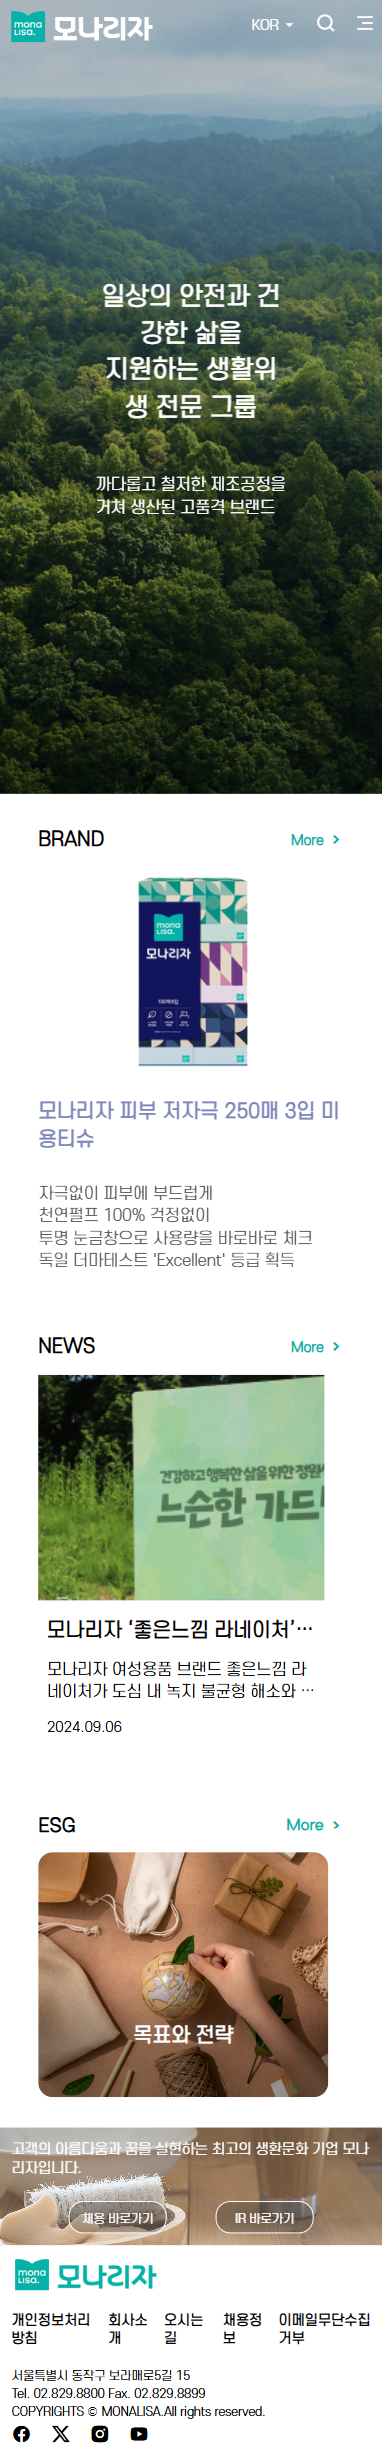 mona
LISA.
모나리자
KOR
일상의 안전과 건
강한 삶을
지원하는 생활위
생 전문 그룹
까다롭고 철저한 제조공정을
거쳐 생산된 고품격 브랜드
BRAND
More
mona
LISA.
모나리자
모나리자 피부 저자극 250매 3입 미
용티슈
자극없이 피부에 부드럽게
천연펄프 100% 걱정없이
투명 눈금창으로 사용량을 바로바로 체크
독일 더마테스트 'Excellent' 등급 획득
NEWS
More
건강하고 행복한 삶을 위한 정원
느슨한 가드
모나리자 ‘좋은느낌 라네이처’…
모나리자 여성용품 브랜드 좋은느낌 라
네이처가 도심 내 녹지 불균형 해소와 …
2024.09.06
ESG
More
목표와 전략
고객의 아름다움과 꿈을 실현하는 최고의 생활문화 기업 모나
리자입니다.
채용 바로가기
IR 바로가기
mona
LISA.
모나리자
개인정보처리방침
회사소개
오시는길
채용정보
이메일무단수집거부
서울특별시 동작구 보라매로5길 15
Tel. 02.829.8800 Fax. 02.829.8899
COPYRIGHTS © MONALISA.All rights reserved.